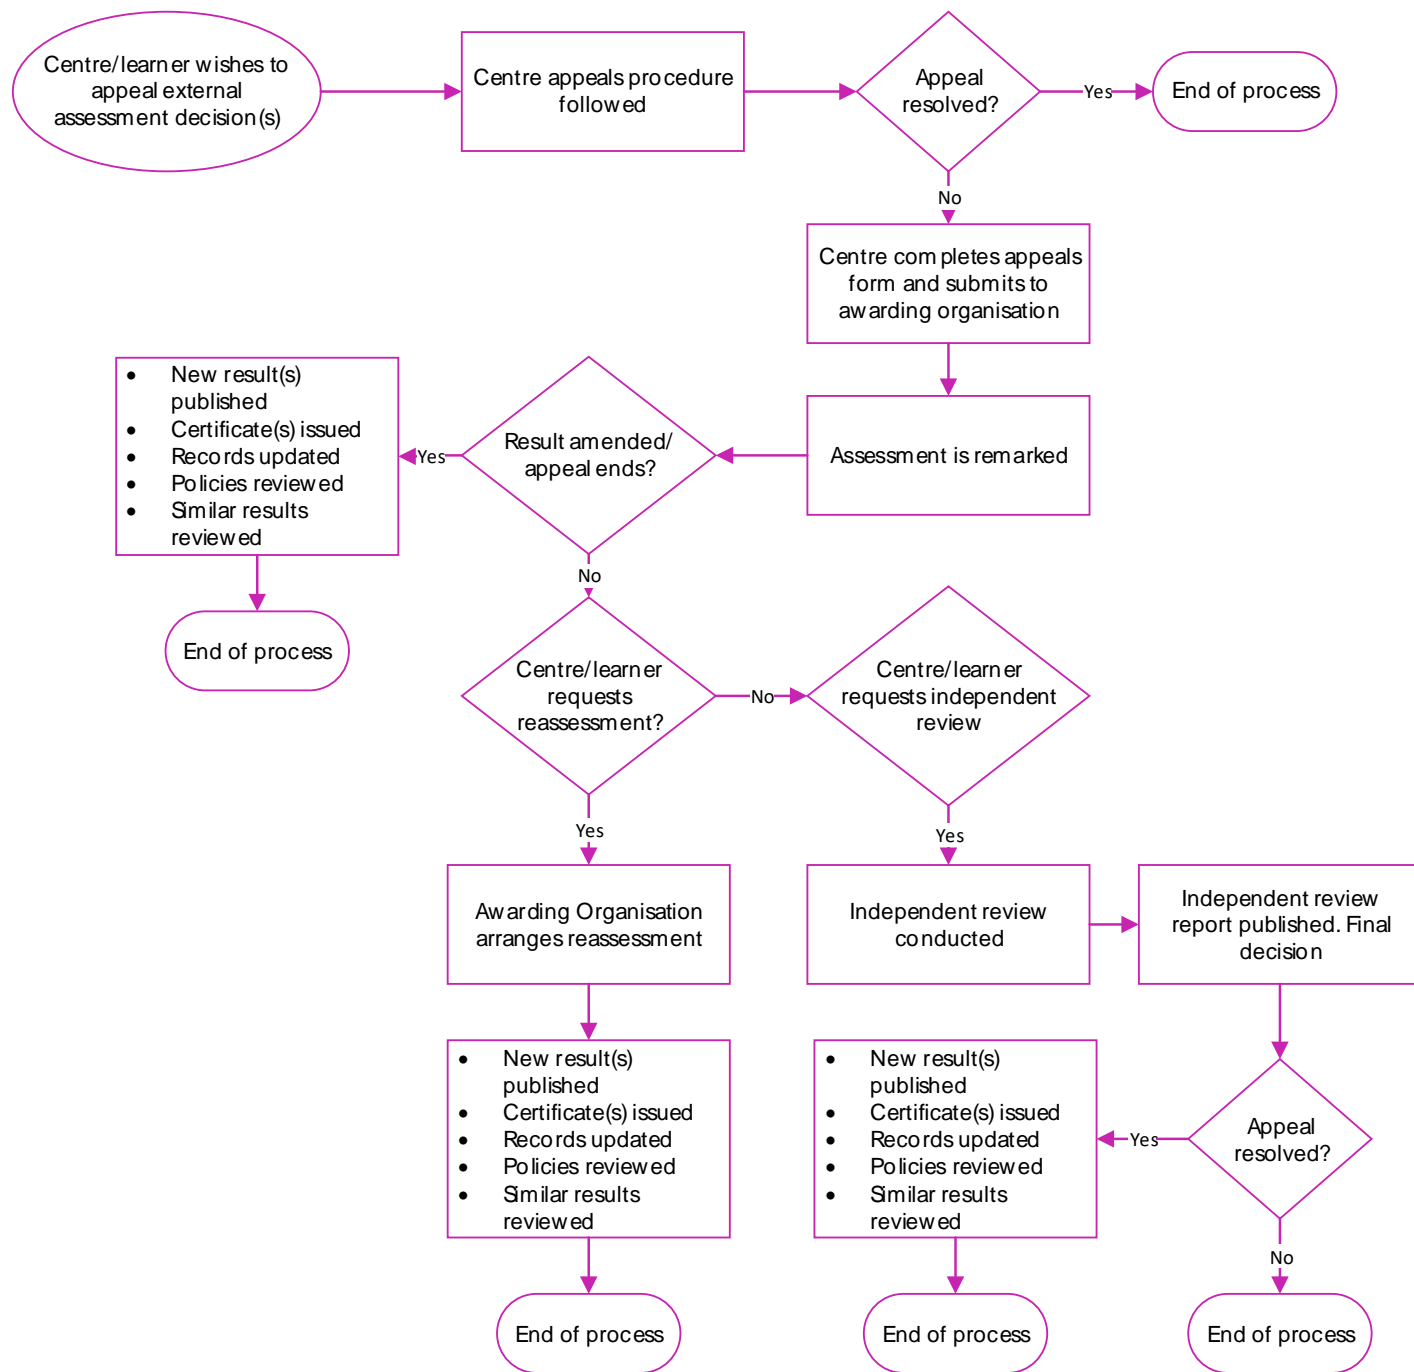 Centre/learner wishes to
appeal external
assessment decision(s)
Centre appeals procedure
followed
Appeal
resolved?
Yes
End of process
No
Centre completes appeals
form and submits to
awarding organisation
Assessment is remarked
Result amended/
appeal ends?
Yes
• New result(s)
published
• Certificate(s) issued
• Records updated
• Policies reviewed
• Similar results
reviewed
End of process
No
Centre/learner
requests
reassessment?
No
Centre/learner
requests independent
review
Yes
Awarding Organisation
arranges reassessment
• New result(s)
published
• Certificate(s) issued
• Records updated
• Policies reviewed
• Similar results
reviewed
End of process
Yes
Independent review
conducted
Independent review
report published. Final
decision
Appeal
resolved?
Yes
• New result(s)
published
• Certificate(s) issued
• Records updated
• Policies reviewed
• Similar results
reviewed
End of process
No
End of process